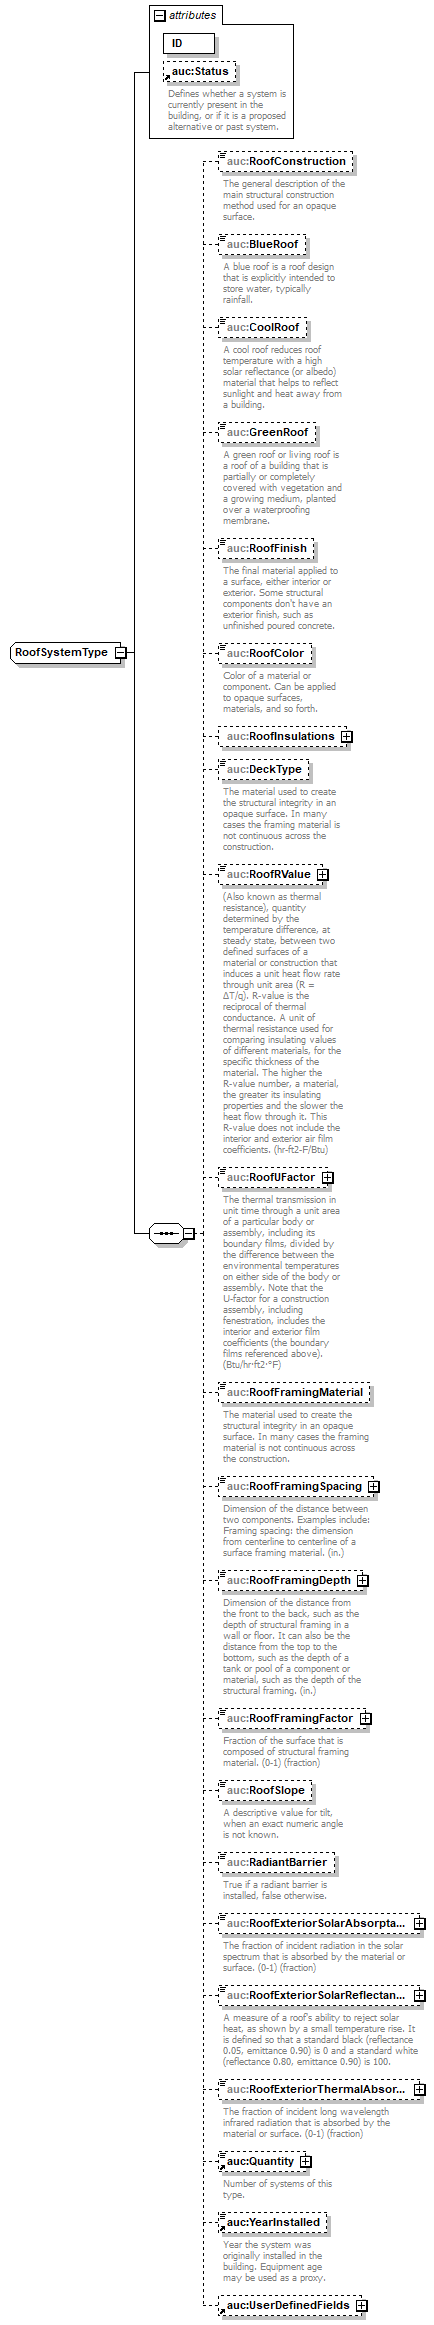 attributes
ID
auc:Status
Defines whether a system is
currently present in the
building, or if it is a proposed
alternative or past system.
auc:RoofConstruction
The general description of the
main structural construction
method used for an opaque
surface.
auc:BlueRoof
A blue roof is a roof design
that is explicitly intended to
store water, typically
rainfall.
auc:CoolRoof
A cool roof reduces roof
temperature with a high
solar reflectance (or albedo)
material that helps to reflect
sunlight and heat away from
a building.
auc:GreenRoof
A green roof or living roof is
a roof of a building that is
partially or completely
covered with vegetation and
a growing medium, planted
over a waterproofing
membrane.
auc:RoofFinish
The final material applied to
a surface, either interior or
exterior. Some structural
components don't have an
exterior finish, such as
unfinished poured concrete.
RoofSystemType
auc:RoofColor
Color of a material or
component. Can be applied
to opaque surfaces,
materials, and so forth.
auc:RoofInsulations
auc:DeckType
The material used to create
the structural integrity in an
opaque surface. In many
cases the framing material is
not continuous across the
construction.
auc:RoofRValue
(Also known as thermal
resistance), quantity
determined by the
temperature difference, at
steady state, between two
defined surfaces of a
material or construction that
induces a unit heat flow rate
through unit area (R =
ΔT/q). R-value is the
reciprocal of thermal
conductance. A unit of
thermal resistance used for
comparing insulating values
of different materials, for the
specific thickness of the
material. The higher the
R-value number, a material,
the greater its insulating
properties and the slower the
heat flow through it. This
R-value does not include the
interior and exterior air film
coefficients. (hr-ft2-F/Btu)
auc:RoofUFactor
The thermal transmission in
unit time through a unit area
of a particular body or
assembly, including its
boundary films, divided by
the difference between the
environmental temperatures
on either side of the body or
assembly. Note that the
U-factor for a construction
assembly, including
fenestration, includes the
interior and exterior film
coefficients (the boundary
films referenced above).
(Btu/hr·ft2·°F)
auc:RoofFramingMaterial
The material used to create the
structural integrity in an opaque
surface. In many cases the framing
material is not continuous across
the construction.
auc:RoofFramingSpacing
Dimension of the distance between
two components. Examples include:
Framing spacing: the dimension
from centerline to centerline of a
surface framing material. (in.)
auc:RoofFramingDepth
Dimension of the distance from
the front to the back, such as the
depth of structural framing in a
wall or floor. It can also be the
distance from the top to the
bottom, such as the depth of a
tank or pool of a component or
material, such as the depth of the
structural framing. (in.)
auc:RoofFramingFactor
Fraction of the surface that is
composed of structural framing
material. (0-1) (fraction)
auc:RoofSlope
A descriptive value for tilt,
when an exact numeric angle
is not known.
auc:RadiantBarrier
True if a radiant barrier is
installed, false otherwise.
auc:RoofExteriorSolarAbsorpta...
The fraction of incident radiation in the solar
spectrum that is absorbed by the material or
surface. (0-1) (fraction)
auc:RoofExteriorSolarReflectan...
A measure of a roof's ability to reject solar
heat, as shown by a small temperature rise. It
is defined so that a standard black (reflectance
0.05, emittance 0.90) is 0 and a standard white
(reflectance 0.80, emittance 0.90) is 100.
auc:RoofExteriorThermalAbsor...
The fraction of incident long wavelength
infrared radiation that is absorbed by the
material or surface. (0-1) (fraction)
auc:Quantity
Number of systems of this
type.
auc:YearInstalled
Year the system was
originally installed in the
building. Equipment age
may be used as a proxy.
auc:UserDefinedFields